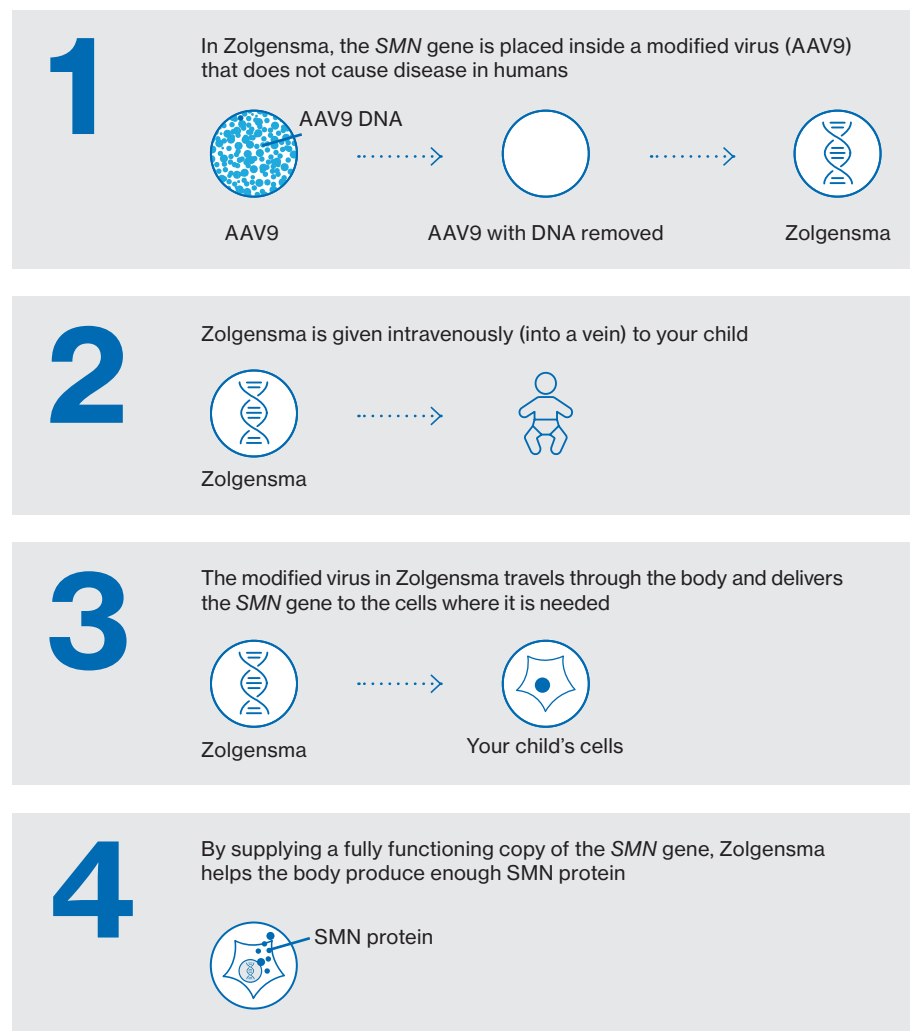 1
In Zolgensma, the SMN gene is placed inside a modified virus (AAV9)
that does not cause disease in humans
AAV9 DNA
AAV9
AAV9 with DNA removed
Zolgensma
2
Zolgensma is given intravenously (into a vein) to your child
Zolgensma
3
The modified virus in Zolgensma travels through the body and delivers
the SMN gene to the cells where it is needed
Zolgensma
Your child’s cells
4
By supplying a fully functioning copy of the SMN gene, Zolgensma
helps the body produce enough SMN protein
SMN protein